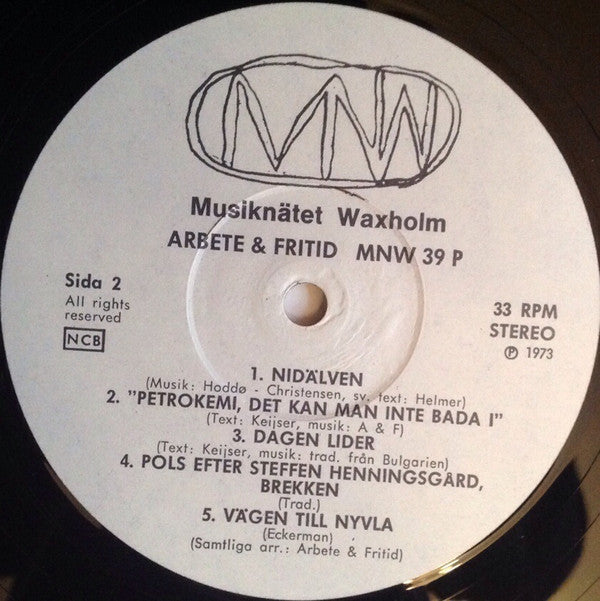 MNW
Musiknätet Waxholm
ARBETE & FRITID MNW 39 P
Sida 2
All rights
reserved
NCB
33 RPM
STEREO
℗ 1973
1. NIDÄLVEN
(Musik: Hoddø - Christensen, sv. text: Helmer)
2. "PETROKEMI, DET KAN MAN INTE BADA I"
(Text: Keijser, musik: A & F)
3. DAGEN LIDER
(Text: Keijser, musik: trad. från Bulgarien)
4. POLS EFTER STEFFEN HENNINGSGÅRD,
BREKKEN
(Trad.)
5. VÄGEN TILL NYVLA
(Eckerman)
(Samtliga arr.: Arbete & Fritid)